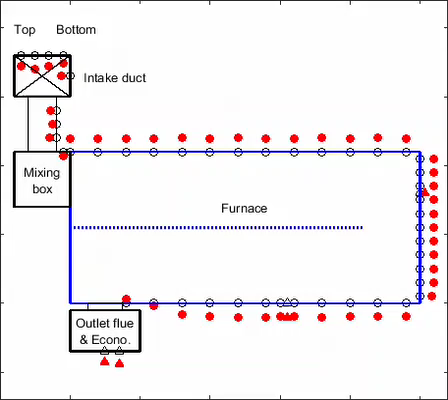 Top Bottom
Intake duct
Mixing
box
Furnace
Outlet flue
& Econo.